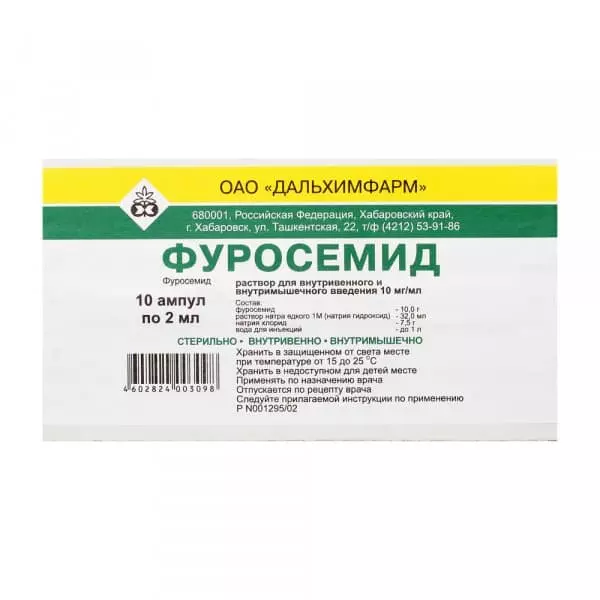 ОАО «ДАЛЬХИМФАРМ»
680001, Российская Федерация, Хабаровский край,
г. Хабаровск, ул. Ташкентская, 22, т/ф (4212) 53-91-86
ФУРОСЕМИД
Фуросемид
раствор для внутривенного и
внутримышечного введения 10 мг/мл
10 ампул
по 2 мл
Состав:
фуросемид - 10,0 г
раствор натра едкого 1М (натрия гидроксид) - 32,0 мл
натрия хлорид - 7,5 г
вода для инъекций - до 1 л
СТЕРИЛЬНО • ВНУТРИВЕННО • ВНУТРИМЫШЕЧНО
Хранить в защищенном от света месте
при температуре от 15 до 25 °С
Хранить в недоступном для детей месте
Применять по назначению врача
Отпускается по рецепту врача
Следуйте прилагаемой инструкции по применению
Р N001295/02
4602824003098